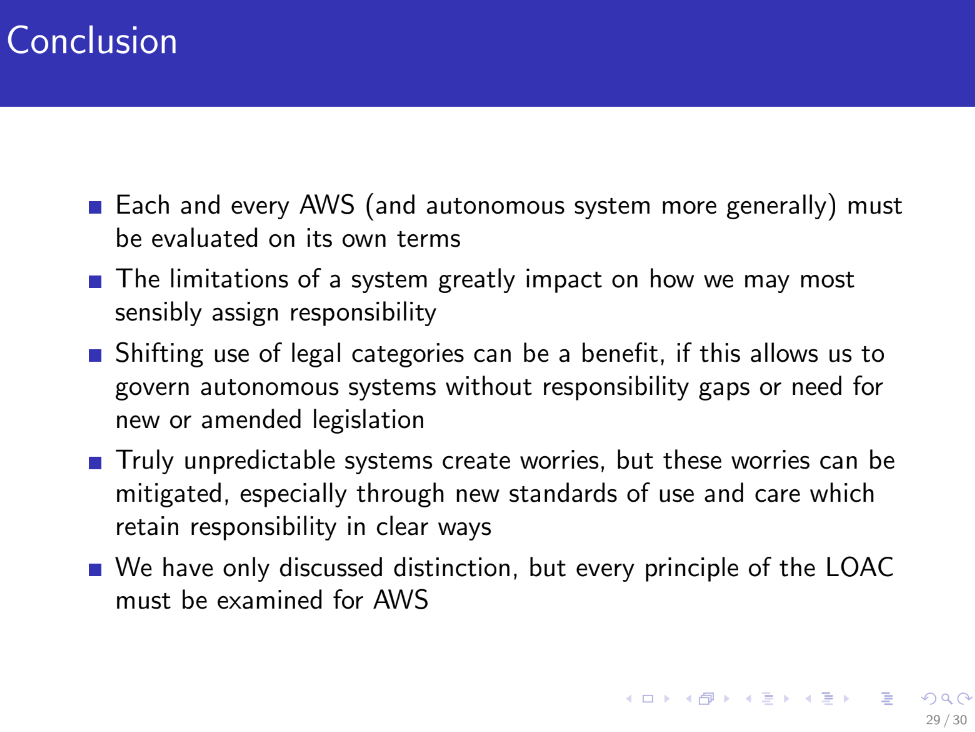 Conclusion
Each and every AWS (and autonomous system more generally) must
be evaluated on its own terms
The limitations of a system greatly impact on how we may most
sensibly assign responsibility
Shifting use of legal categories can be a benefit, if this allows us to
govern autonomous systems without responsibility gaps or need for
new or amended legislation
Truly unpredictable systems create worries, but these worries can be
mitigated, especially through new standards of use and care which
retain responsibility in clear ways
We have only discussed distinction, but every principle of the LOAC
must be examined for AWS
29 / 30